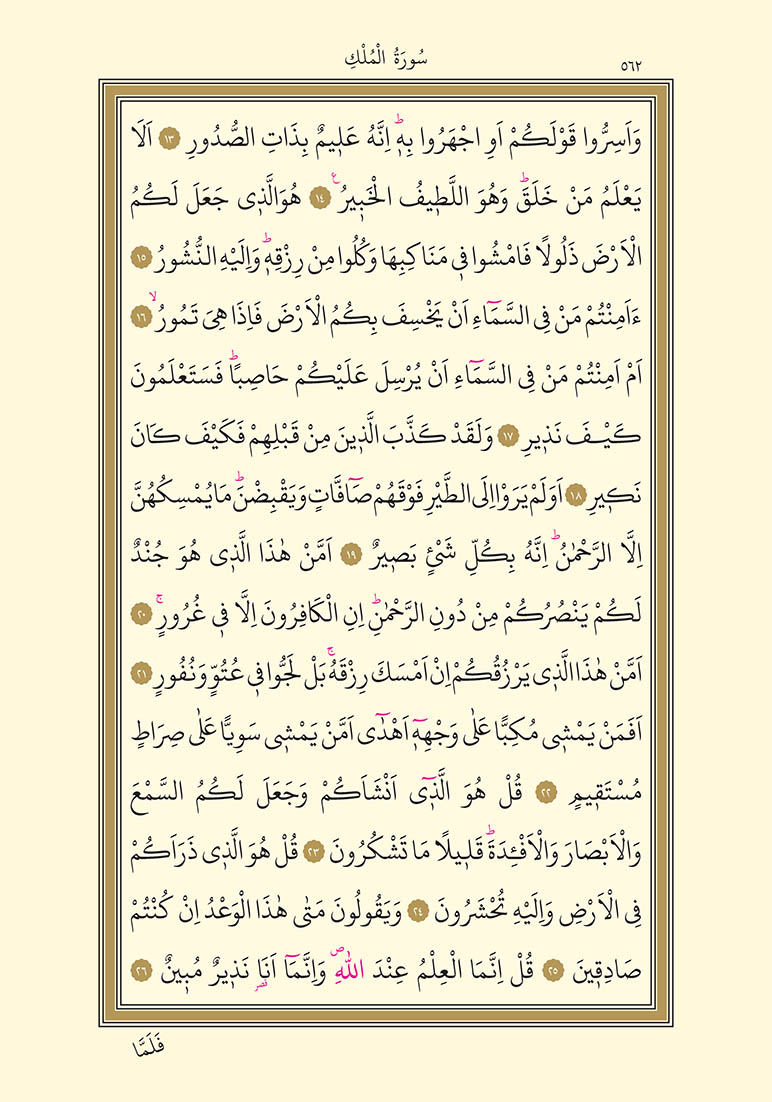 ٥٦٢
سُورَةُ الْمُلْكِ
وَاَسِرُّوا قَوْلَكُمْ اَوِ اجْهَرُوا بِه۪ۜ اِنَّهُ عَل۪يمٌ بِذَاتِ الصُّدُورِ ﴿١٣﴾ اَلَا
يَعْلَمُ مَنْ خَلَقَۜ وَهُوَ اللَّط۪يفُ الْخَب۪يرُ ﴿١٤﴾ هُوَالَّذ۪ي جَعَلَ لَكُمُ
الْاَرْضَ ذَلُولًا فَامْشُوا ف۪ي مَنَاكِبِهَا وَكُلُوا مِنْ رِزْقِه۪ۜ وَاِلَيْهِ النُّشُورُ ﴿١٥﴾
ءَاَمِنْتُمْ مَنْ فِي السَّمَٓاءِ اَنْ يَخْسِفَ بِكُمُ الْاَرْضَ فَاِذَا هِيَ تَمُورُۙ ﴿١٦﴾
اَمْ اَمِنْتُمْ مَنْ فِي السَّمَٓاءِ اَنْ يُرْسِلَ عَلَيْكُمْ حَاصِبًاۜ فَسَتَعْلَمُونَ
كَيْفَ نَذ۪يرِ ﴿١٧﴾ وَلَقَدْ كَذَّبَ الَّذ۪ينَ مِنْ قَبْلِهِمْ فَكَيْفَ كَانَ
نَك۪يرِ ﴿١٨﴾ اَوَلَمْ يَرَوْا اِلَى الطَّيْرِ فَوْقَهُمْ صَٓافَّاتٍ وَيَقْبِضْنَۜ مَا يُمْسِكُهُنَّ
اِلَّا الرَّحْمٰنُۜ اِنَّهُ بِكُلِّ شَيْءٍ بَص۪يرٌ ﴿١٩﴾ اَمَّنْ هٰذَا الَّذ۪ي هُوَ جُنْدٌ
لَكُمْ يَنْصُرُكُمْ مِنْ دُونِ الرَّحْمٰنِۜ اِنِ الْكَافِرُونَ اِلَّا ف۪ي غُرُورٍۚ ﴿٢٠﴾
اَمَّنْ هٰذَا الَّذ۪ي يَرْزُقُكُمْ اِنْ اَمْسَكَ رِزْقَهُۚ بَلْ لَجُّوا ف۪ي عُتُوٍّ وَنُفُورٍ ﴿٢١﴾
اَفَمَنْ يَمْش۪ي مُكِبًّا عَلٰى وَجْهِه۪ٓ اَهْدٰٓى اَمَّنْ يَمْش۪ي سَوِيًّا عَلٰى صِرَاطٍ
مُسْتَق۪يمٍ ﴿٢٢﴾ قُلْ هُوَ الَّذ۪ٓي اَنْشَاَكُمْ وَجَعَلَ لَكُمُ السَّمْعَ
وَالْاَبْصَارَ وَالْاَفْـِٔدَةَۜ قَل۪يلًا مَا تَشْكُرُونَ ﴿٢٣﴾ قُلْ هُوَ الَّذ۪ي ذَرَاَكُمْ
فِي الْاَرْضِ وَاِلَيْهِ تُحْشَرُونَ ﴿٢٤﴾ وَيَقُولُونَ مَتٰى هٰذَا الْوَعْدُ اِنْ كُنْتُمْ
صَادِق۪ينَ ﴿٢٥﴾ قُلْ اِنَّمَا الْعِلْمُ عِنْدَ اللّٰهِۖ وَاِنَّمَٓا اَنَا۬ نَذ۪يرٌ مُب۪ينٌ ﴿٢٦﴾
فَلَمَّا